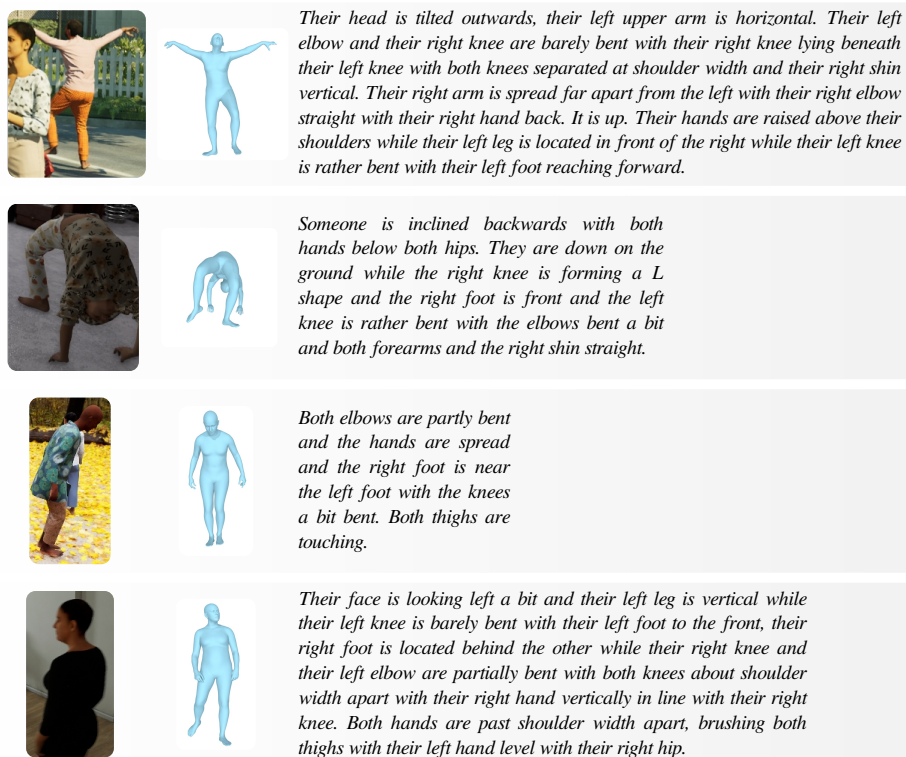 Their head is tilted outwards, their left upper arm is horizontal. Their left
elbow and their right knee are barely bent with their right knee lying beneath
their left knee with both knees separated at shoulder width and their right shin
vertical. Their right arm is spread far apart from the left with their right elbow
straight with their right hand back. It is up. Their hands are raised above their
shoulders while their left leg is located in front of the right while their left knee
is rather bent with their left foot reaching forward.
Someone is inclined backwards with both
hands below both hips. They are down on the
ground while the right knee is forming a L
shape and the right foot is front and the left
knee is rather bent with the elbows bent a bit
and both forearms and the right shin straight.
Both elbows are partly bent
and the hands are spread
and the right foot is near
the left foot with the knees
a bit bent. Both thighs are
touching.
Their face is looking left a bit and their left leg is vertical while
their left knee is barely bent with their left foot to the front, their
right foot is located behind the other while their right knee and
their left elbow are partially bent with both knees about shoulder
width apart with their right hand vertically in line with their right
knee. Both hands are past shoulder width apart, brushing both
thighs with their left hand level with their right hip.